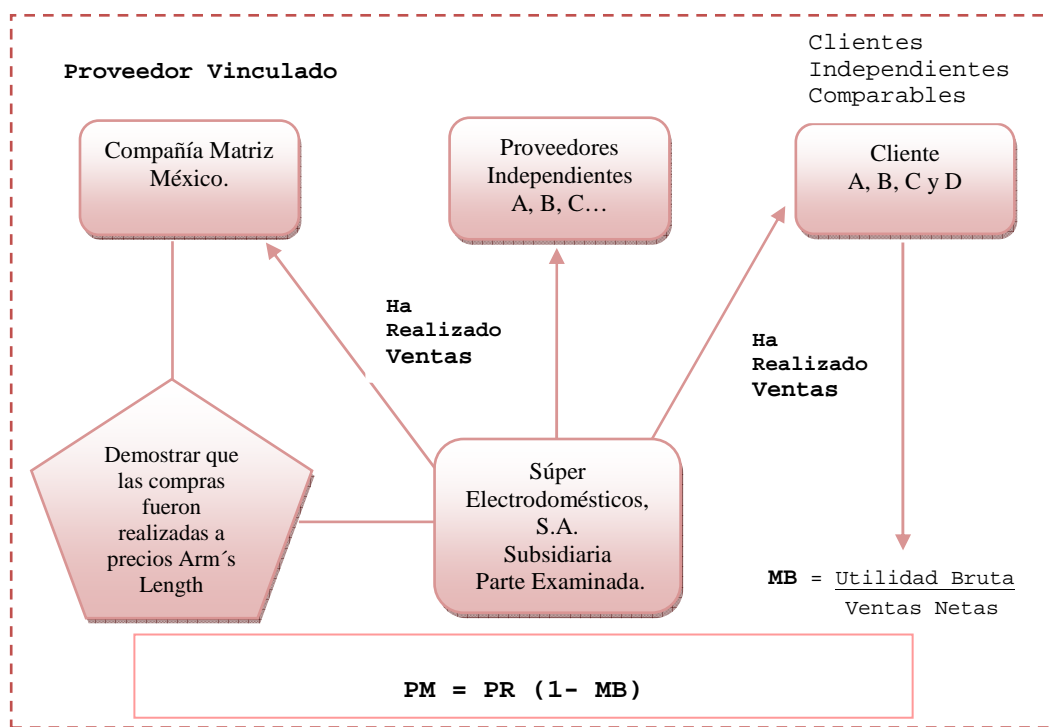 Proveedor Vinculado
Clientes
Independientes
Comparables
Compañía Matriz
México.
Proveedores
Independientes
A, B, C…
Cliente
A, B, C y D
Ha
Realizado
Ventas
Ha
Realizado
Ventas
Demostrar que
las compras
fueron
realizadas a
precios Arm´s
Length
Súper
Electrodomésticos,
S.A.
Subsidiaria
Parte Examinada.
MB = Utilidad Bruta
Ventas Netas
PM = PR (1- MB)